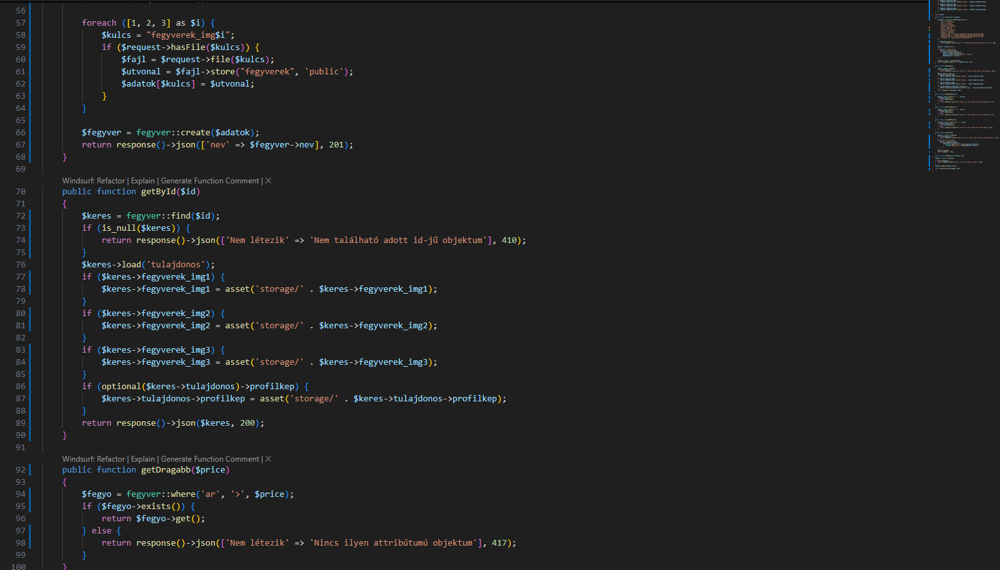 56
57 foreach ([1, 2, 3] as $i) {
58 $kulcs = "fegyverek_img$i";
59 if ($request->hasFile($kulcs)) {
60 $fajl = $request->file($kulcs);
61 $utvonal = $fajl->store("fegyverek", 'public');
62 $adatok[$kulcs] = $utvonal;
63 }
64 }
65
66 $fegyver = fegyver::create($adatok);
67 return response()->json(['nev' => $fegyver->nev], 201);
68 }
69
Windsurf: Refactor | Explain | Generate Function Comment | ✕
70 public function getById($id)
71 {
72 $keres = fegyver::find($id);
73 if (is_null($keres)) {
74 return response()->json(['Nem létezik' => 'Nem található adott id-jű objektum'], 410);
75 }
76 $keres->load('tulajdonos');
77 if ($keres->fegyverek_img1) {
78 $keres->fegyverek_img1 = asset('storage/' . $keres->fegyverek_img1);
79 }
80 if ($keres->fegyverek_img2) {
81 $keres->fegyverek_img2 = asset('storage/' . $keres->fegyverek_img2);
82 }
83 if ($keres->fegyverek_img3) {
84 $keres->fegyverek_img3 = asset('storage/' . $keres->fegyverek_img3);
85 }
86 if (optional($keres->tulajdonos)->profilkep) {
87 $keres->tulajdonos->profilkep = asset('storage/' . $keres->tulajdonos->profilkep);
88 }
89 return response()->json($keres, 200);
90 }
91
Windsurf: Refactor | Explain | Generate Function Comment | ✕
92 public function getDragabb($price)
93 {
94 $fegyo = fegyver::where('ar', '>', $price);
95 if ($fegyo->exists()) {
96 return $fegyo->get();
97 } else {
98 return response()->json(['Nem létezik' => 'Nincs ilyen attribútumú objektum'], 417);
99 }
100 }